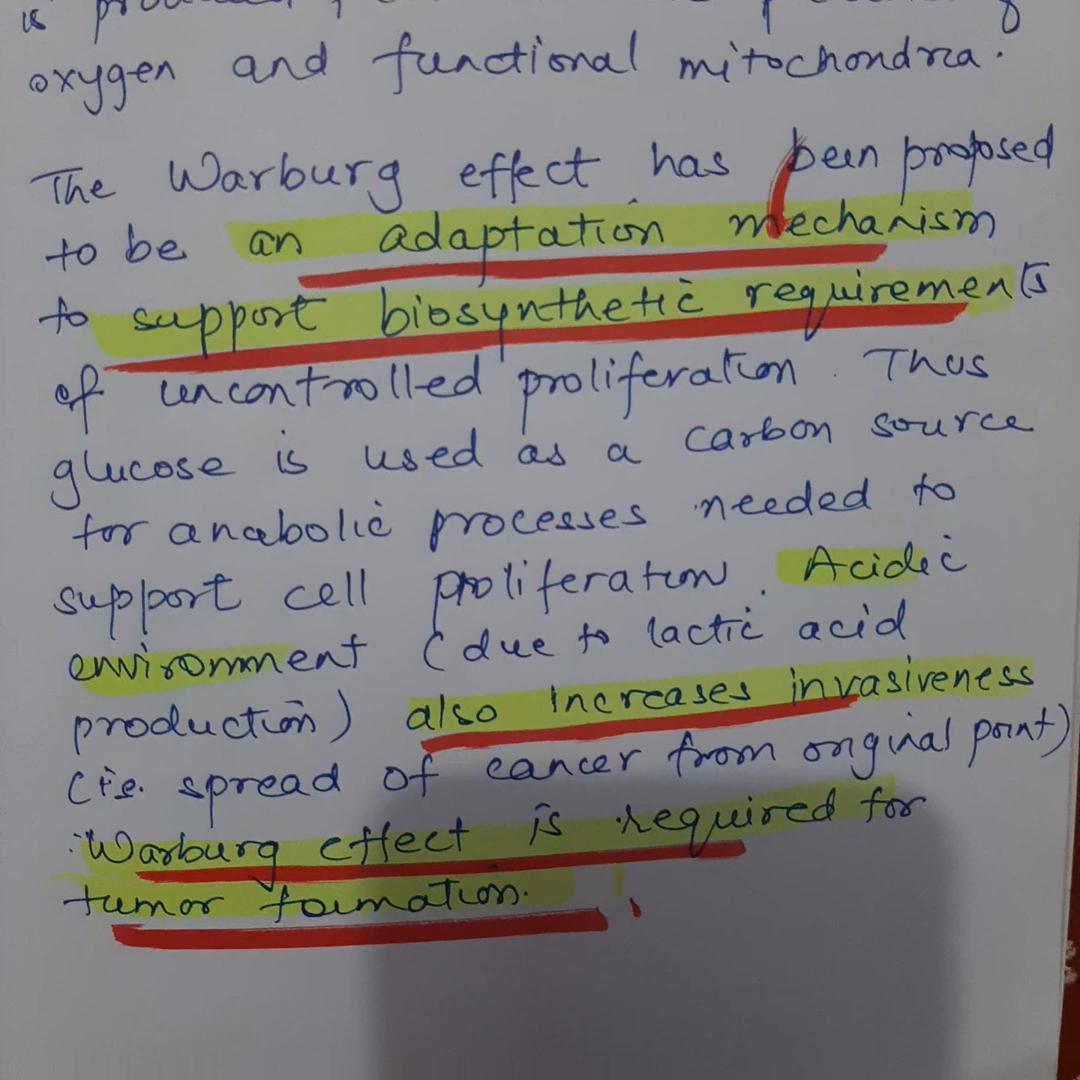 is
oxygen and functional mitochondria.
The Warburg effect has been proposed
to be an adaptation mechanism
to support biosynthetic requirements
of uncontrolled proliferation. Thus
glucose is used as a carbon source
for anabolic processes needed to
support cell proliferation. Acidic
environment (due to lactic acid
production) also increases invasiveness
(i.e. spread of cancer from original point)
Warburg effect is required for
tumor formation.